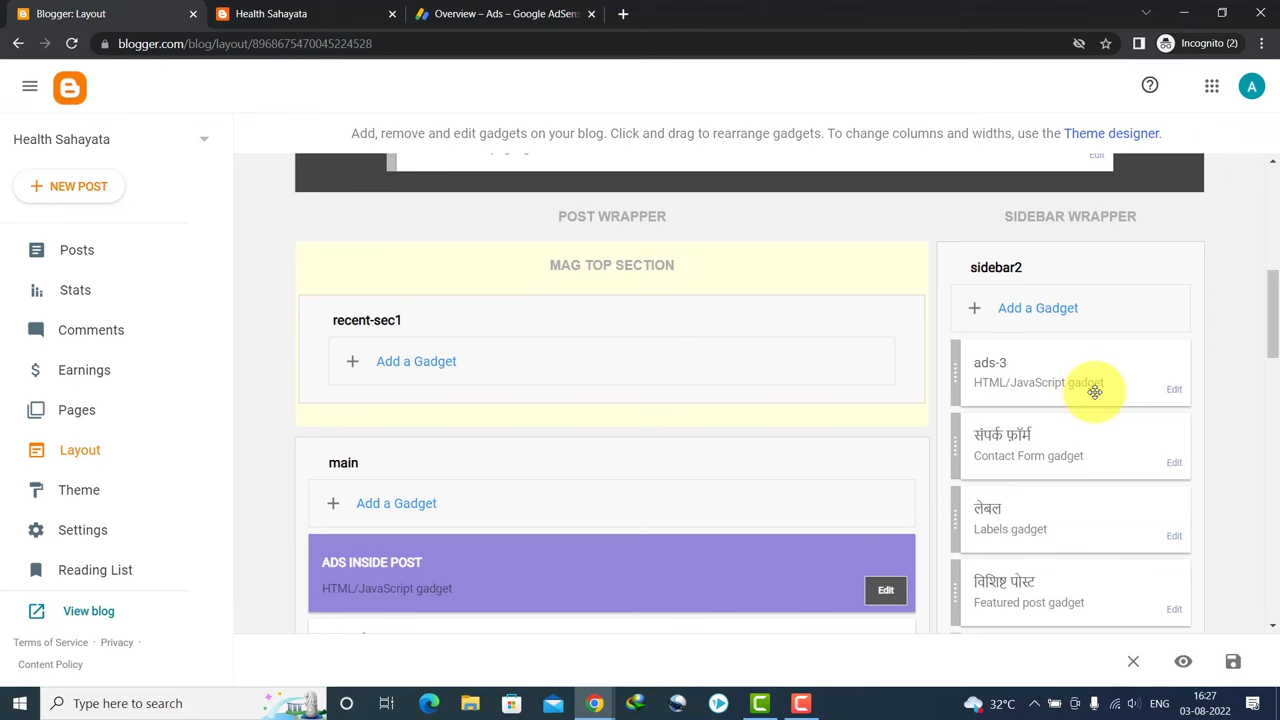 Blogger: Layout
Health Sahayata
Overview – Ads – Google AdSens
blogger.com/blog/layout/8968675470045224528
Incognito (2)
A
Health Sahayata
Add, remove and edit gadgets on your blog. Click and drag to rearrange gadgets. To change columns and widths, use the Theme designer.
NEW POST
Edit
POST WRAPPER
SIDEBAR WRAPPER
Posts
MAG TOP SECTION
sidebar2
Stats
Add a Gadget
recent-sec1
Comments
Add a Gadget
ads-3
HTML/JavaScript gadget
Edit
Earnings
Pages
संपर्क फ़ॉर्म
Contact Form gadget
Edit
Layout
main
Theme
Add a Gadget
लेबल
Labels gadget
Edit
Settings
ADS INSIDE POST
HTML/JavaScript gadget
Edit
Reading List
विशिष्ट पोस्ट
Featured post gadget
Edit
View blog
Terms of Service · Privacy ·
Content Policy
Type here to search
32°C
ENG
16:27
03-08-2022